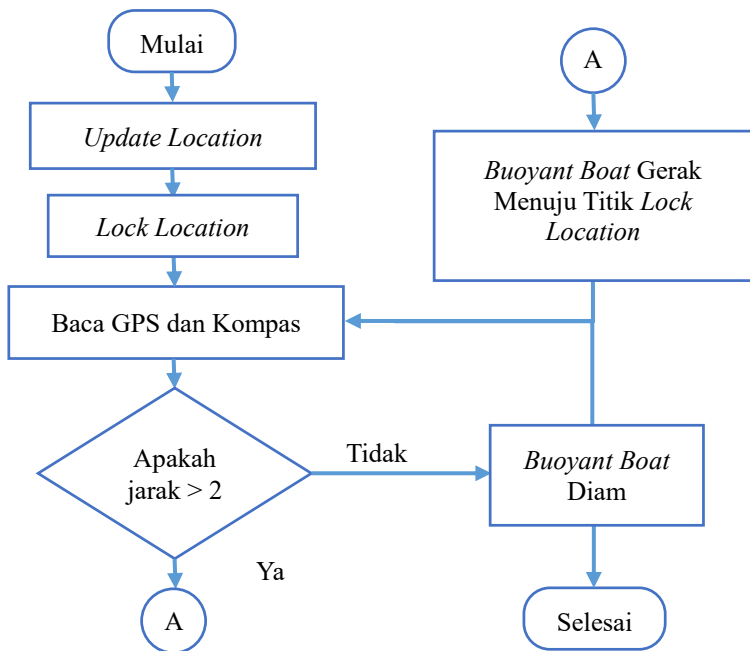 Mulai
Update Location
Lock Location
Baca GPS dan Kompas
Apakah
jarak > 2
Tidak
Ya
A
A
Buoyant Boat Gerak
Menuju Titik Lock
Location
Buoyant Boat
Diam
Selesai